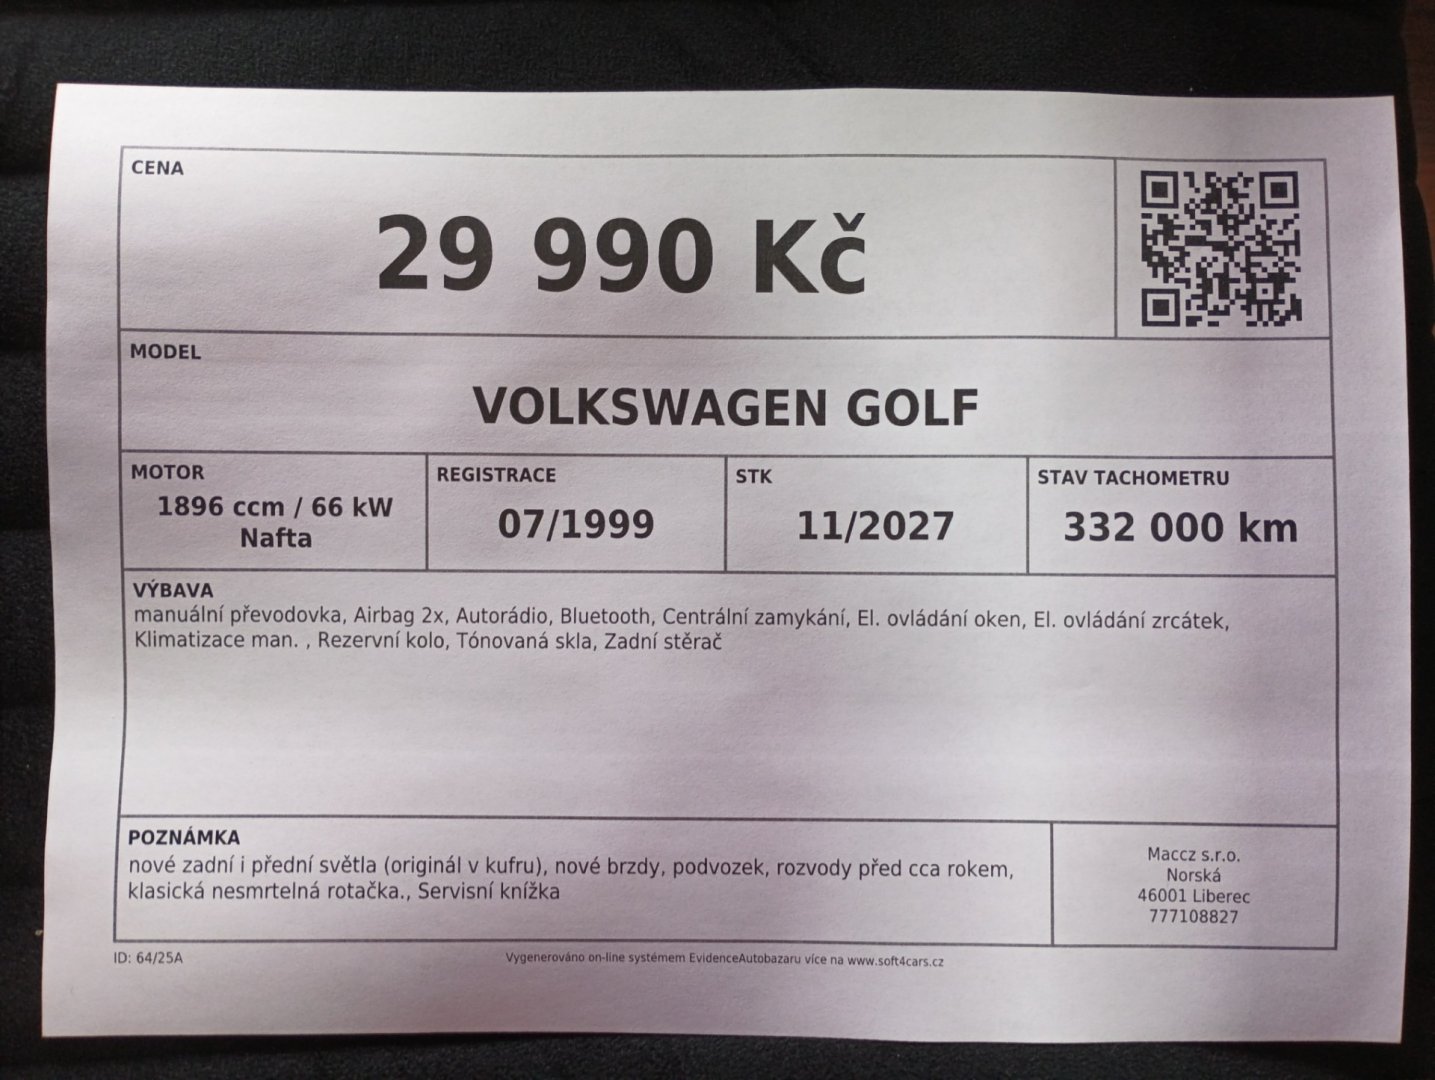 CENA
29 990 Kč
MODEL
VOLKSWAGEN GOLF
MOTOR
1896 ccm / 66 kW
Nafta
REGISTRACE
07/1999
STK
11/2027
STAV TACHOMETRU
332 000 km
VÝBAVA
manuální převodovka, Airbag 2x, Autorádio, Bluetooth, Centrální zamykání, El. ovládání oken, El. ovládání zrcátek,
Klimatizace man. , Rezervní kolo, Tónovaná skla, Zadní stěrač
POZNÁMKA
nové zadní i přední světla (originál v kufru), nové brzdy, podvozek, rozvody před cca rokem,
klasická nesmrtelná rotačka., Servisní knížka
Maccz s.r.o.
Norská
46001 Liberec
777108827
ID: 64/25A
Vygenerováno on-line systémem EvidenceAutobazaru více na www.soft4cars.cz